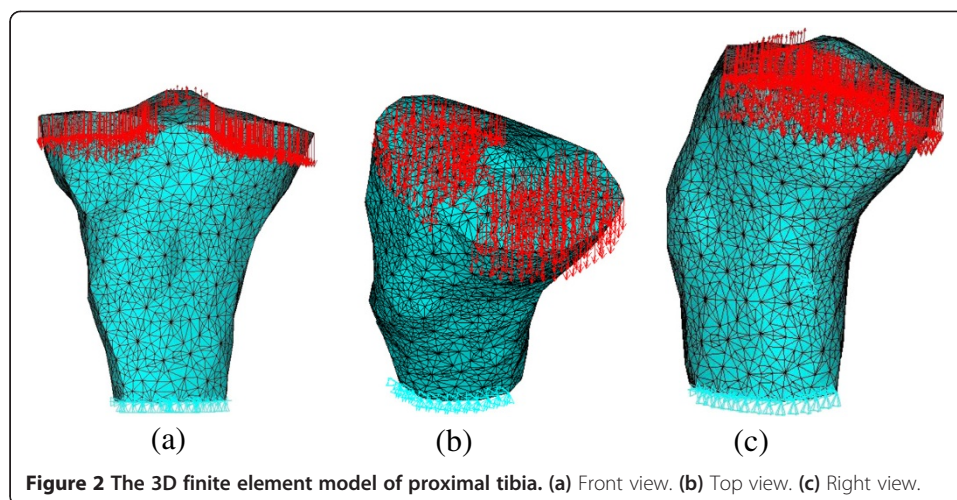 (a) (b) (c)
Figure 2 The 3D finite element model of proximal tibia. (a) Front view. (b) Top view. (c) Right view.